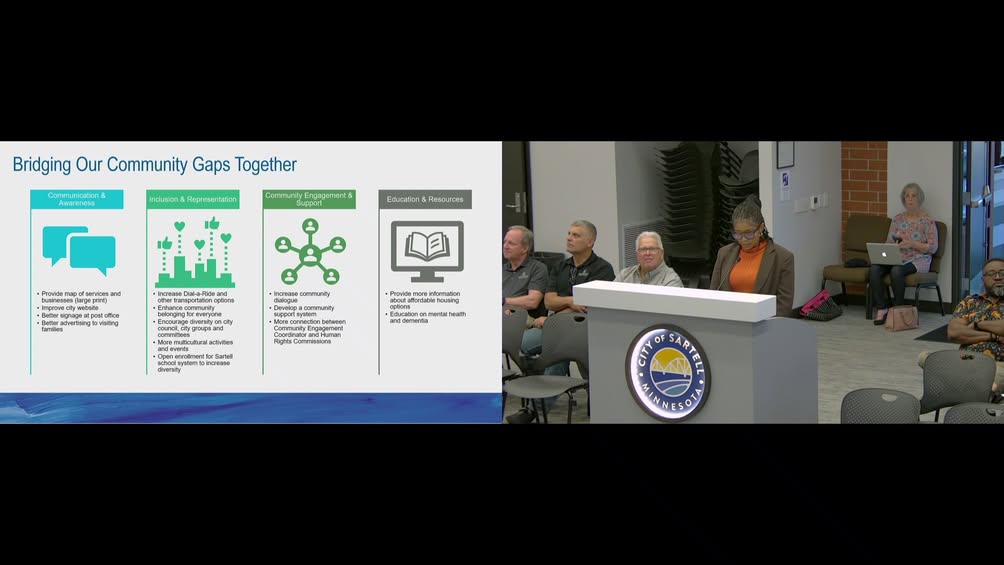 Bridging Our Community Gaps Together
Communication &
Awareness
• Provide map of services and
businesses (large print)
• Improve city website
• Better signage at post office
• Better advertising to visiting
families
Inclusion & Representation
• Increase Dial-a-Ride and
other transportation options
• Enhance community
belonging for everyone
• Encourage diversity on city
council, city groups and
committees
• More multicultural activities
and events
• Open enrollment for Sartell
school system to increase
diversity
Community Engagement &
Support
• Increase community
dialogue
• Develop a community
support system
• More connection between
Community Engagement
Coordinator and Human
Rights Commissions
Education & Resources
• Provide more information
about affordable housing
options
• Education on mental health
and dementia
CITY OF SARTELL
MINNESOTA